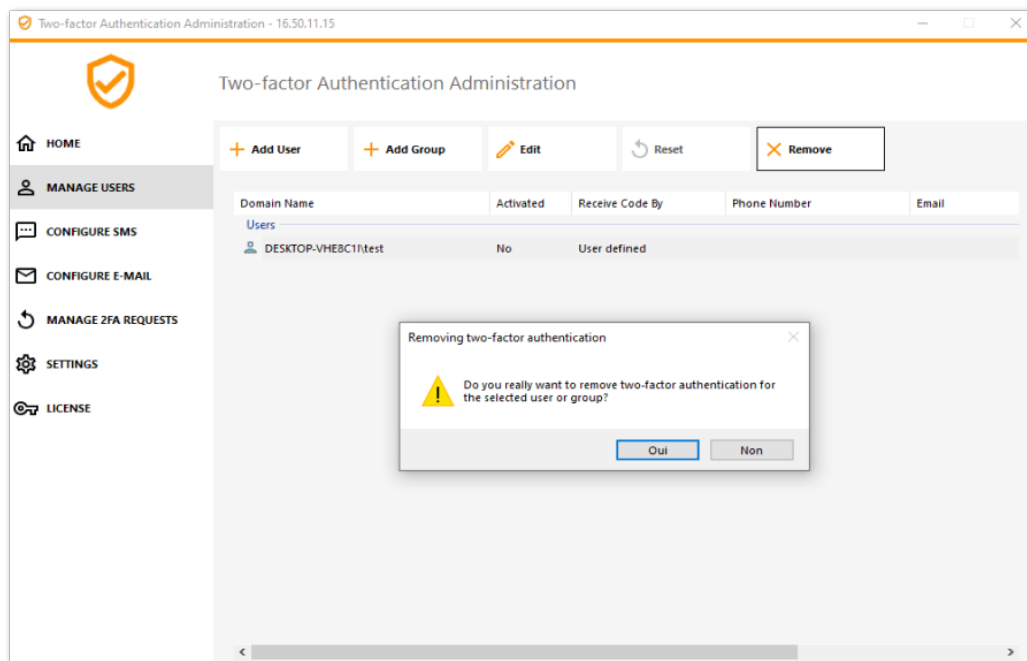 Two-factor Authentication Administration - 16.50.11.15
Two-factor Authentication Administration
HOME
MANAGE USERS
CONFIGURE SMS
CONFIGURE E-MAIL
MANAGE 2FA REQUESTS
SETTINGS
LICENSE
Add User Add Group Edit Reset Remove
Domain Name Activated Receive Code By Phone Number Email
Users
DESKTOP-VHE8C1I\test No User defined
Removing two-factor authentication
Do you really want to remove two-factor authentication for
the selected user or group?
Oui Non